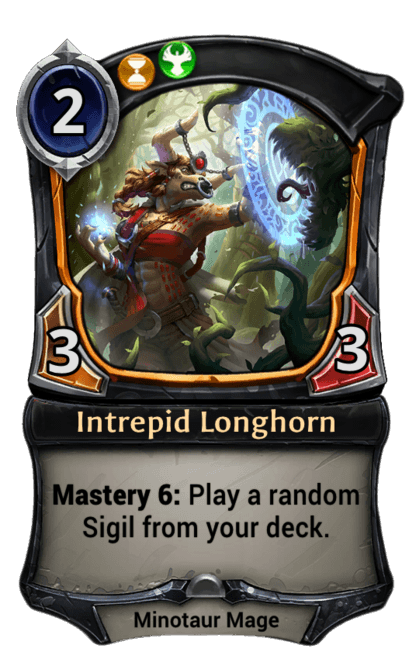 2
3
3
Intrepid Longhorn
Mastery 6: Play a random
Sigil from your deck.
Minotaur Mage